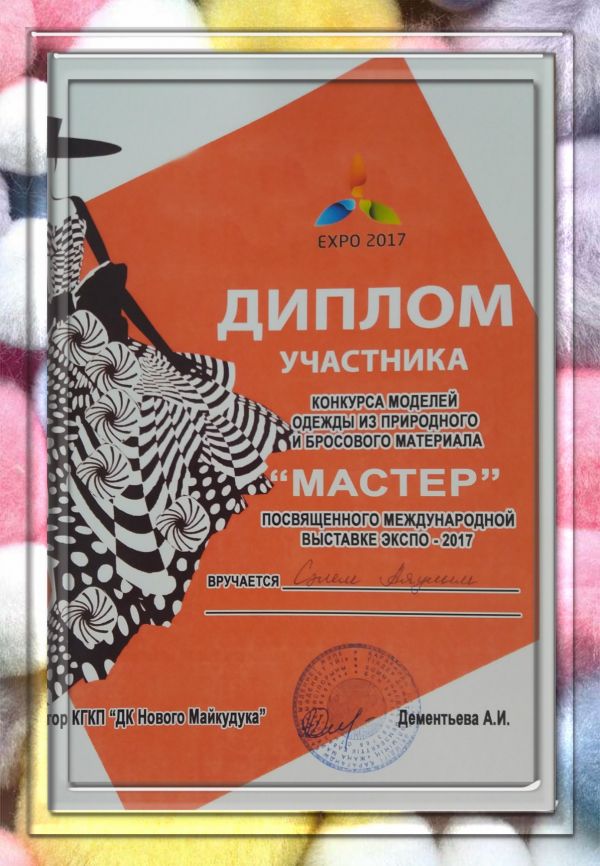 EXPO 2017
ДИПЛОМ
УЧАСТНИКА
КОНКУРСА МОДЕЛЕЙ
ОДЕЖДЫ ИЗ ПРИРОДНОГО
И БРОСОВОГО МАТЕРИАЛА
“МАСТЕР”
ПОСВЯЩЕННОГО МЕЖДУНАРОДНОЙ
ВЫСТАВКЕ ЭКСПО - 2017
ВРУЧАЕТСЯ
тор КГКП “ДК Нового Майкудука”
Дементьева А.И.